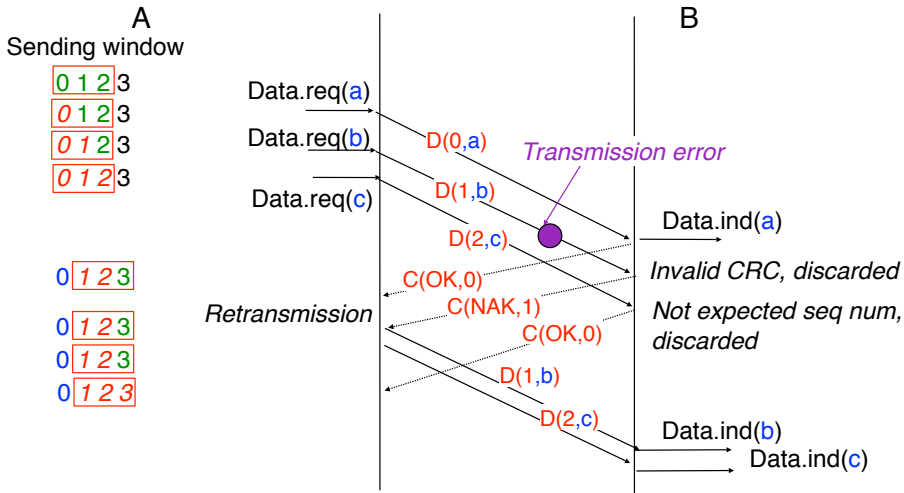 A
B
Sending window
0 1 2 3
0 1 2 3
0 1 2 3
0 1 2 3
Data.req(a)
Data.req(b)
Data.req(c)
D(0,a)
Transmission error
D(1,b)
D(2,c)
Data.ind(a)
0 1 2 3
C(OK,0)
Invalid CRC, discarded
C(NAK,1)
Retransmission
Not expected seq num,
discarded
0 1 2 3
C(OK,0)
0 1 2 3
0 1 2 3
D(1,b)
D(2,c)
Data.ind(b)
Data.ind(c)